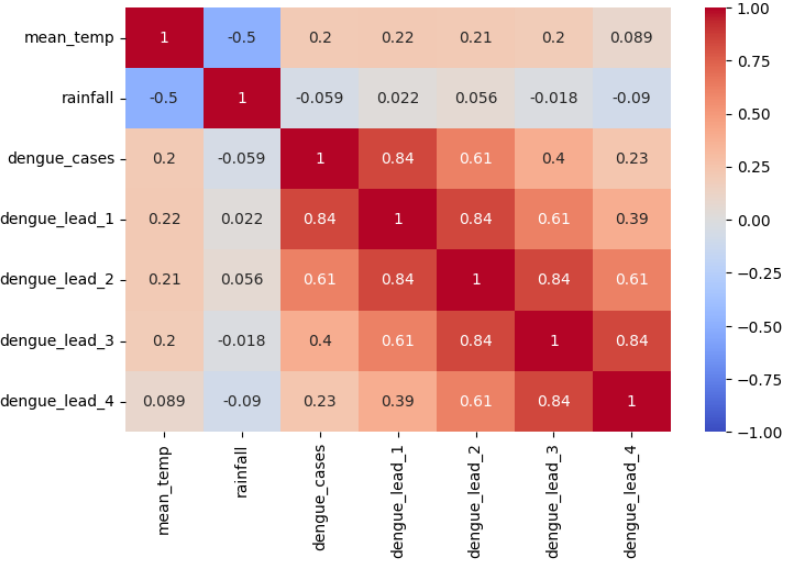 mean_temp 1 -0.5 0.2 0.22 0.21 0.2 0.089
rainfall -0.5 1 -0.059 0.022 0.056 -0.018 -0.09
dengue_cases 0.2 -0.059 1 0.84 0.61 0.4 0.23
dengue_lead_1 0.22 0.022 0.84 1 0.84 0.61 0.39
dengue_lead_2 0.21 0.056 0.61 0.84 1 0.84 0.61
dengue_lead_3 0.2 -0.018 0.4 0.61 0.84 1 0.84
dengue_lead_4 0.089 -0.09 0.23 0.39 0.61 0.84 1
mean_temp
rainfall
dengue_cases
dengue_lead_1
dengue_lead_2
dengue_lead_3
dengue_lead_4
1.00
0.75
0.50
0.25
0.00
-0.25
-0.50
-0.75
-1.00